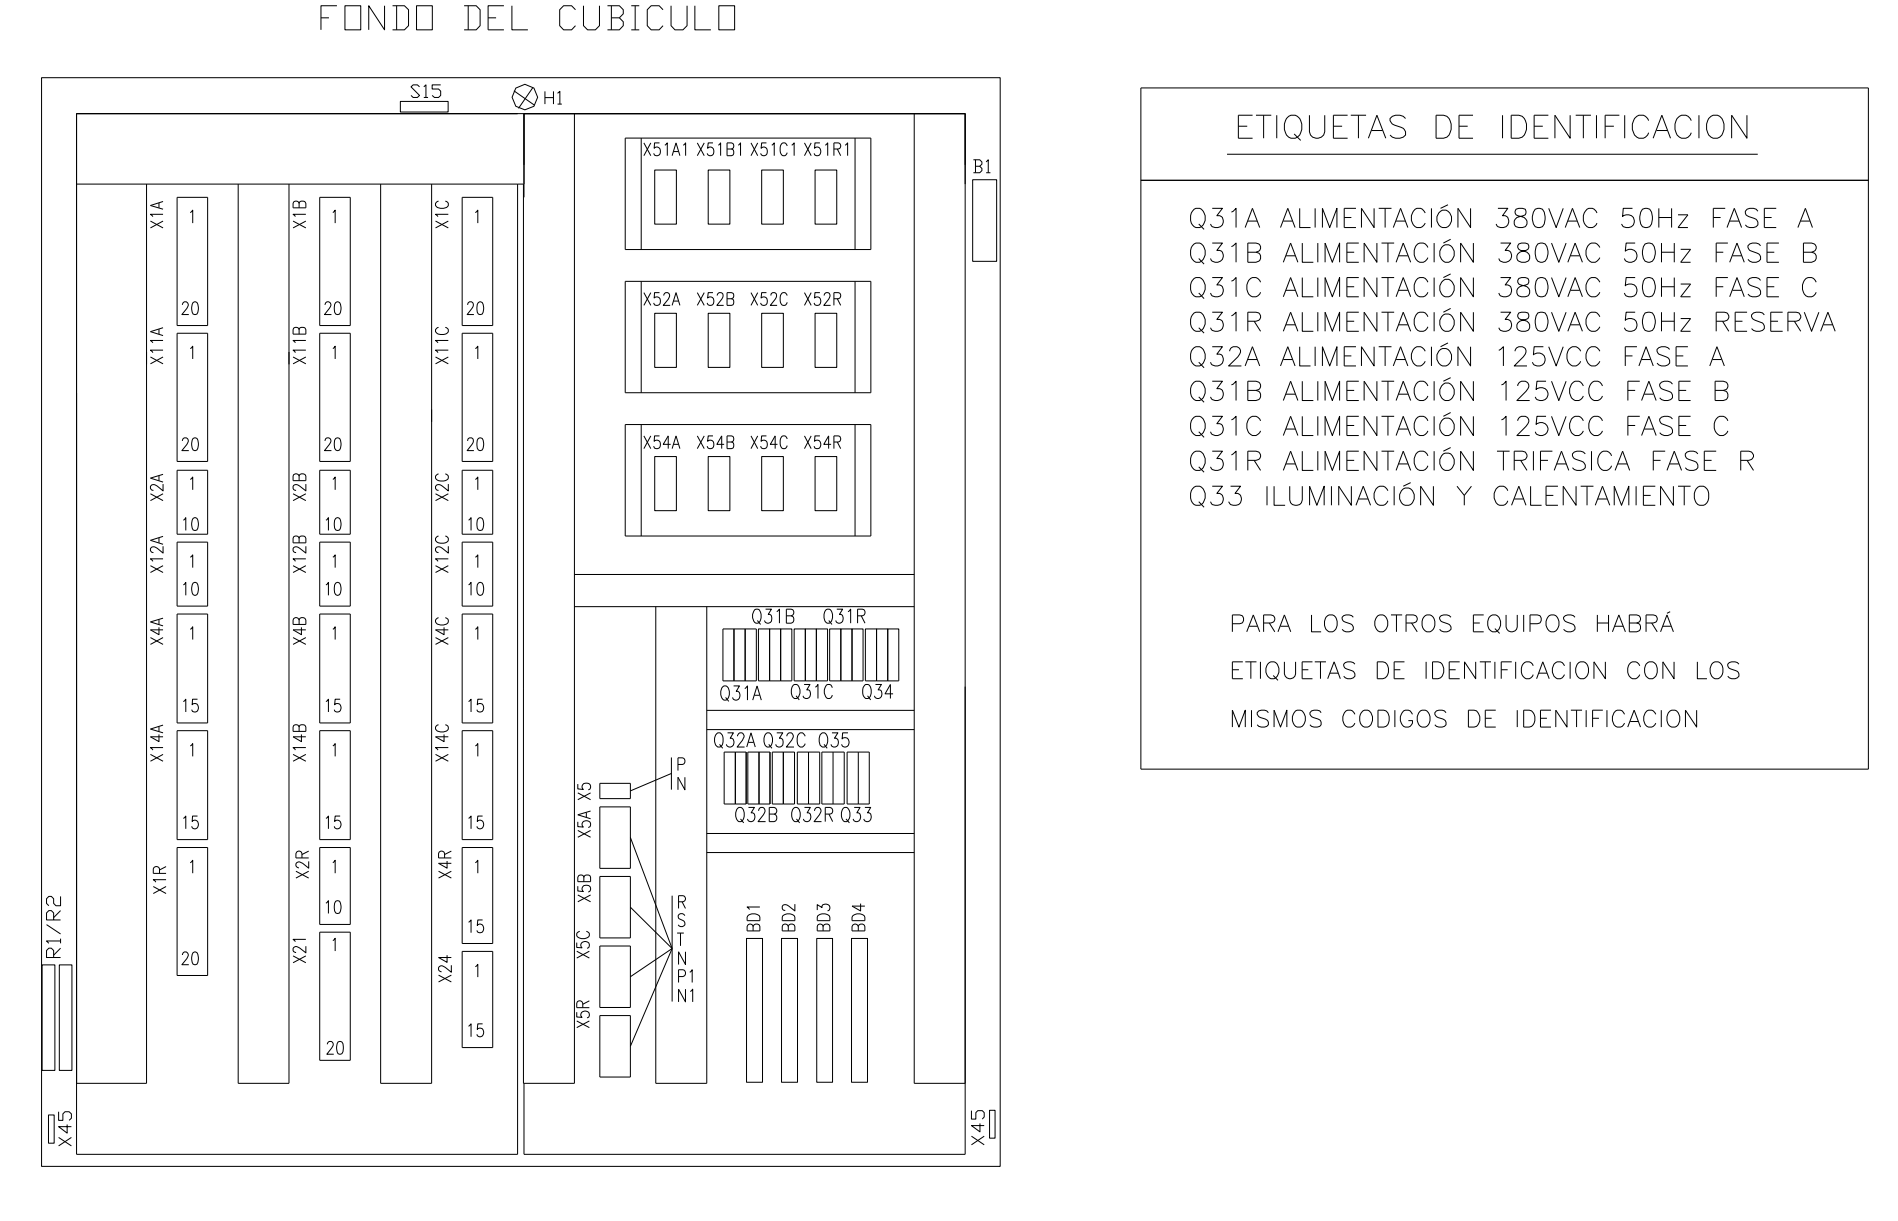 FONDO DEL CUBICULO
S15
H1
B1
X1A
1
20
X1B
1
20
X1C
1
20
X11A
1
20
X11B
1
20
X11C
1
20
X2A
1
10
X2B
1
10
X2C
1
10
X12A
1
10
X12B
1
10
X12C
1
10
X4A
1
15
X4B
1
15
X4C
1
15
X14A
1
15
X14B
1
15
X14C
1
15
X1R
1
20
X2R
1
10
X4R
1
15
X21
1
20
X24
1
15
R1/R2
X45
X51A1 X51B1 X51C1 X51R1
X52A X52B X52C X52R
X54A X54B X54C X54R
Q31B Q31R
Q31A Q31C Q34
Q32A Q32C Q35
Q32B Q32R Q33
X5
P
N
X5A
X5B
X5C
X5R
R
S
T
N
P1
N1
BD1
BD2
BD3
BD4
X45
ETIQUETAS DE IDENTIFICACION
Q31A ALIMENTACIÓN 380VAC 50Hz FASE A
Q31B ALIMENTACIÓN 380VAC 50Hz FASE B
Q31C ALIMENTACIÓN 380VAC 50Hz FASE C
Q31R ALIMENTACIÓN 380VAC 50Hz RESERVA
Q32A ALIMENTACIÓN 125VCC FASE A
Q31B ALIMENTACIÓN 125VCC FASE B
Q31C ALIMENTACIÓN 125VCC FASE C
Q31R ALIMENTACIÓN TRIFASICA FASE R
Q33 ILUMINACIÓN Y CALENTAMIENTO
PARA LOS OTROS EQUIPOS HABRÁ
ETIQUETAS DE IDENTIFICACION CON LOS
MISMOS CODIGOS DE IDENTIFICACION